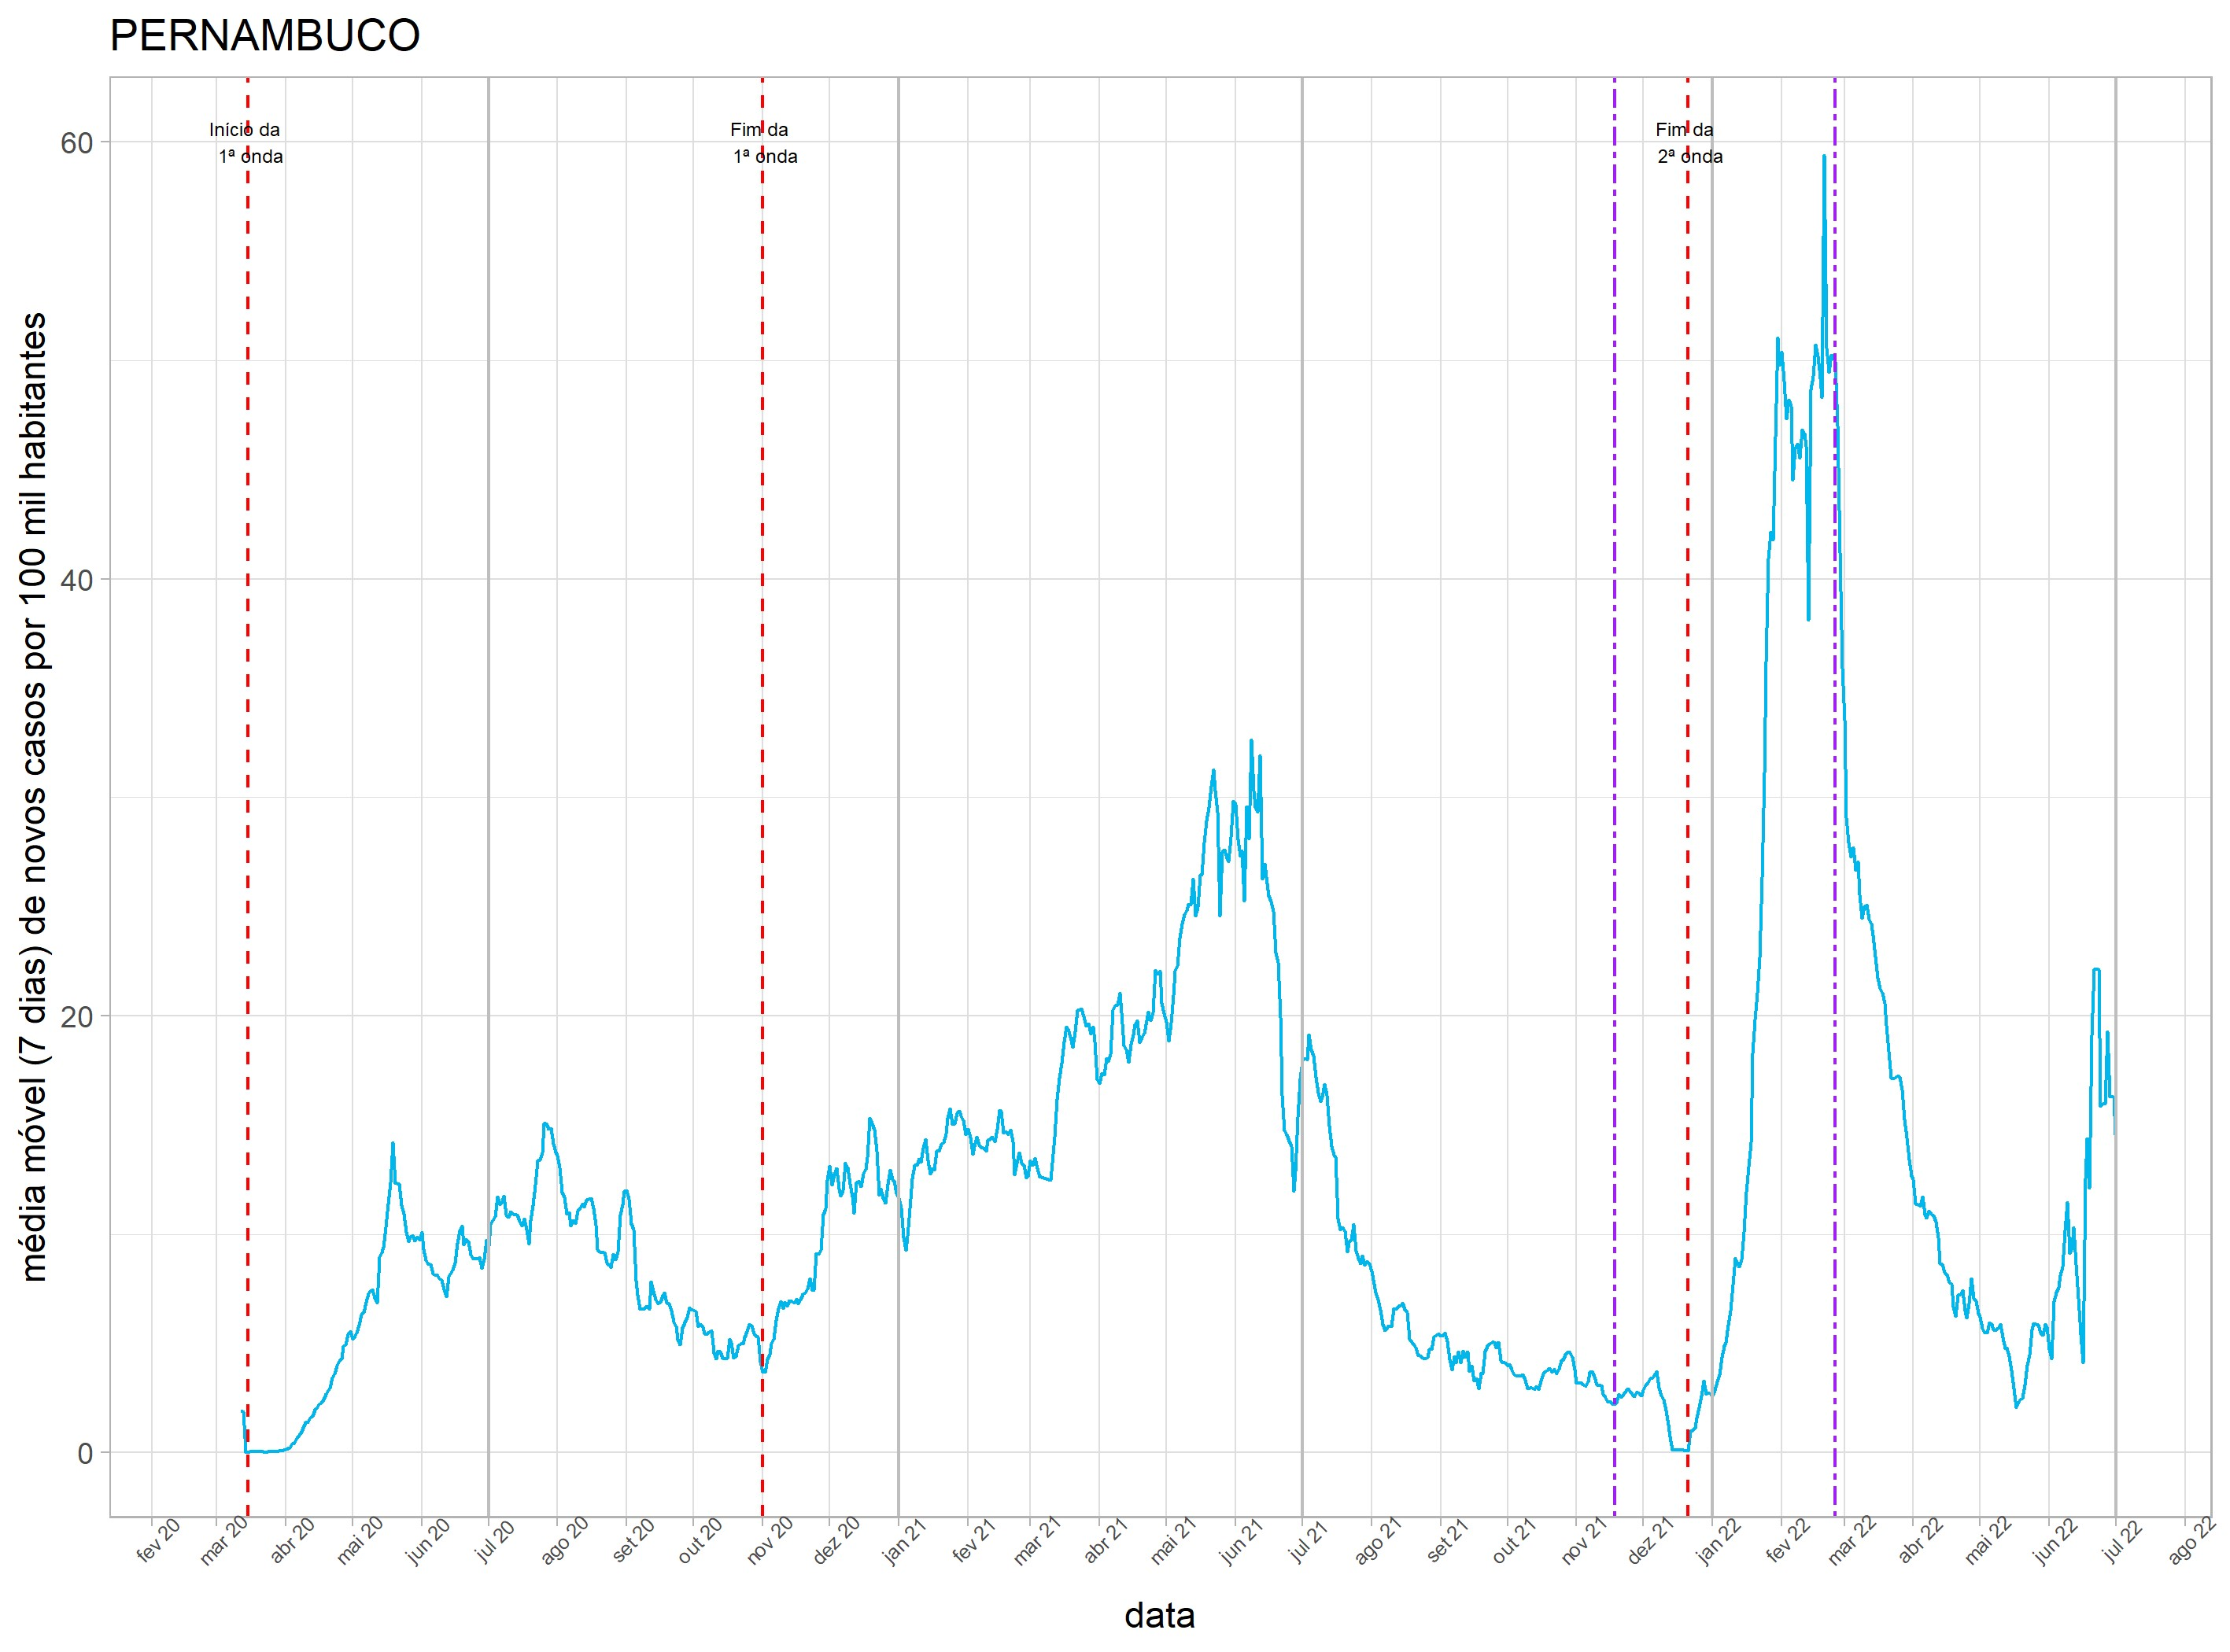 PERNAMBUCO
Início da
1ª onda
Fim da
1ª onda
Fim da
2ª onda
60
40
20
0
média móvel (7 dias) de novos casos por 100 mil habitantes
fev 20
mar 20
abr 20
mai 20
jun 20
jul 20
ago 20
set 20
out 20
nov 20
dez 20
jan 21
fev 21
mar 21
abr 21
mai 21
jun 21
jul 21
ago 21
set 21
out 21
nov 21
dez 21
jan 22
fev 22
mar 22
abr 22
mai 22
jun 22
jul 22
ago 22
data